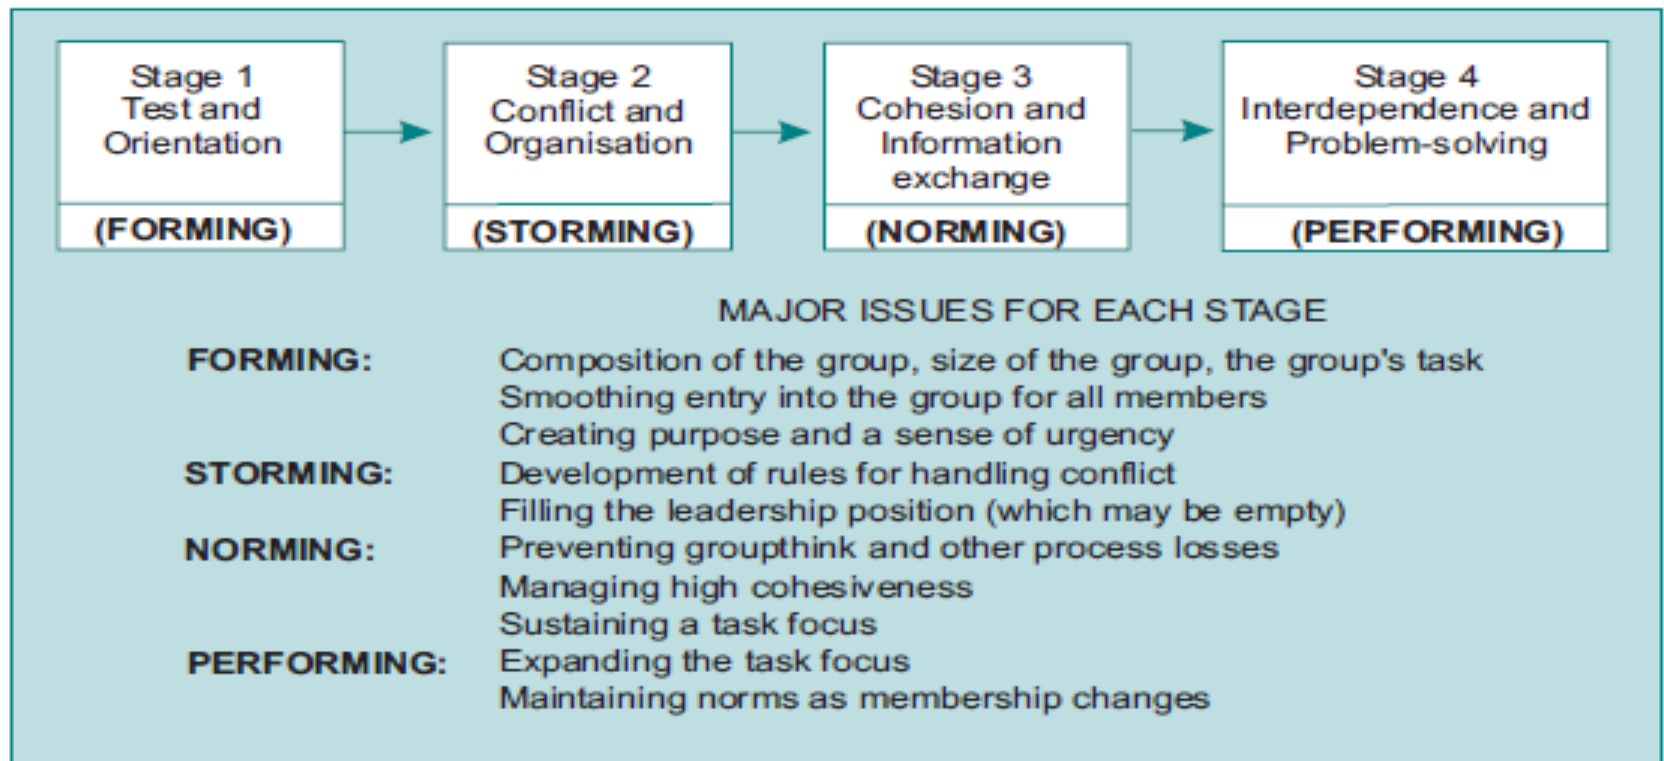 Stage 1
Test and
Orientation
(FORMING)
Stage 2
Conflict and
Organisation
(STORMING)
Stage 3
Cohesion and
Information
exchange
(NORMING)
Stage 4
Interdependence and
Problem-solving
(PERFORMING)
MAJOR ISSUES FOR EACH STAGE
FORMING: Composition of the group, size of the group, the group's task
Smoothing entry into the group for all members
Creating purpose and a sense of urgency
STORMING: Development of rules for handling conflict
Filling the leadership position (which may be empty)
NORMING: Preventing groupthink and other process losses
Managing high cohesiveness
Sustaining a task focus
PERFORMING: Expanding the task focus
Maintaining norms as membership changes